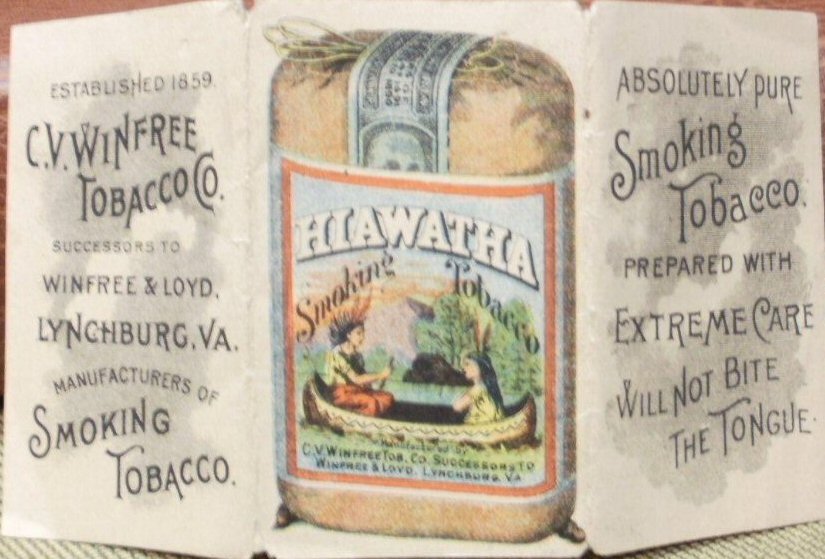 ESTABLISHED 1859.
C.V. WINFREE
TOBACCO CO.
SUCCESSORS TO
WINFREE & LOYD,
LYNCHBURG, VA.
MANUFACTURERS OF
SMOKING
TOBACCO.
HIAWATHA
Smoking Tobacco
Manufactured by
C.V. WINFREE TOB. CO. SUCCESSORS TO
WINFREE & LOYD, LYNCHBURG, VA
ABSOLUTELY PURE
Smoking
Tobacco.
PREPARED WITH
EXTREME CARE
WILL NOT BITE
THE TONGUE.